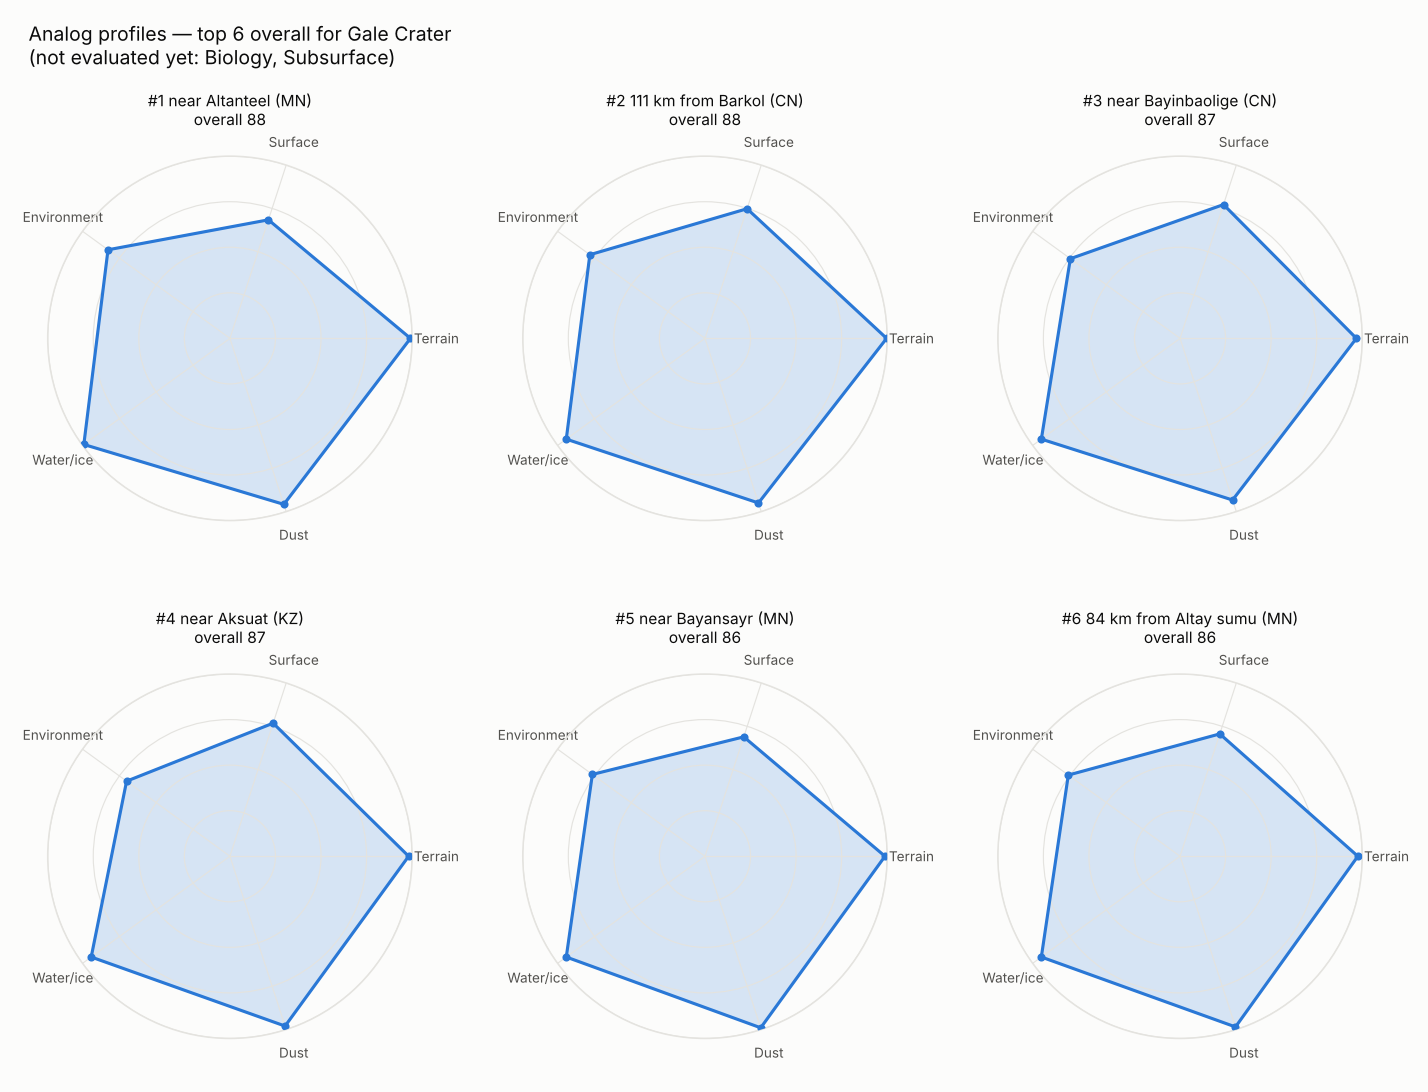 Analog profiles — top 6 overall for Gale Crater
(not evaluated yet: Biology, Subsurface)
#1 near Altanteel (MN)
overall 88
Surface
Environment
Terrain
Water/ice
Dust
#2 111 km from Barkol (CN)
overall 88
Surface
Environment
Terrain
Water/ice
Dust
#3 near Bayinbaolige (CN)
overall 87
Surface
Environment
Terrain
Water/ice
Dust
#4 near Aksuat (KZ)
overall 87
Surface
Environment
Terrain
Water/ice
Dust
#5 near Bayansayr (MN)
overall 86
Surface
Environment
Terrain
Water/ice
Dust
#6 84 km from Altay sumu (MN)
overall 86
Surface
Environment
Terrain
Water/ice
Dust